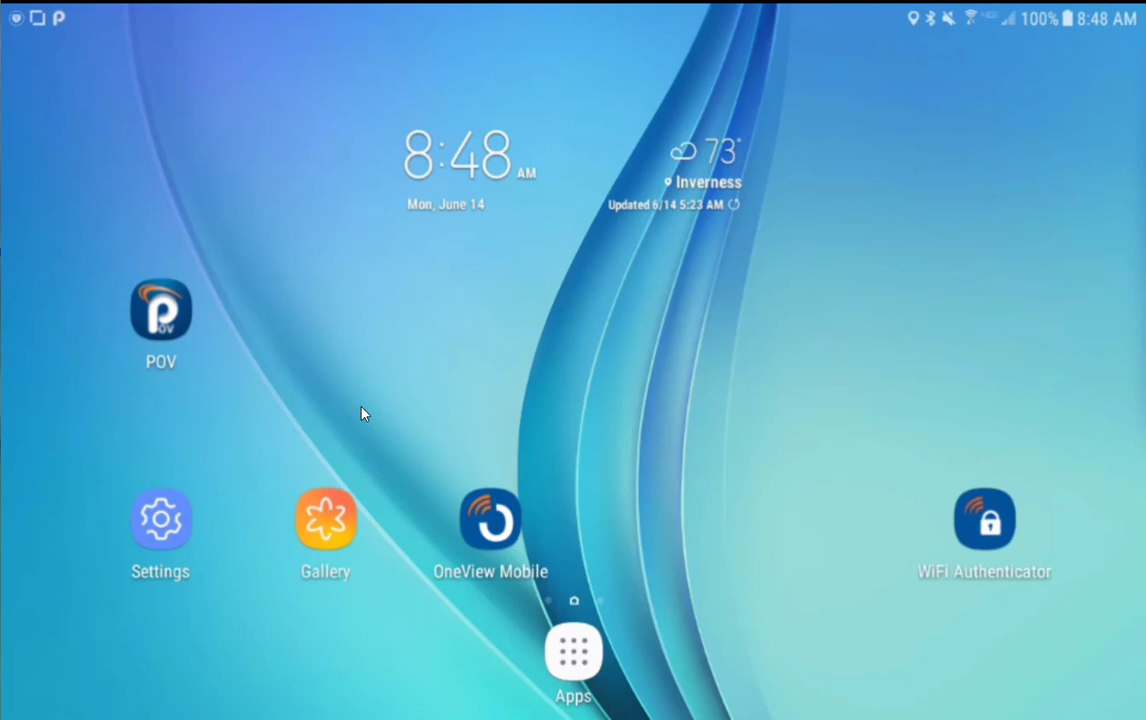 P
100% 8:48 AM
8:48 AM
Mon, June 14
73°
Inverness
Updated 6/14 5:23 AM
POV
POV
Settings
Gallery
OneView Mobile
WiFi Authenticator
Apps